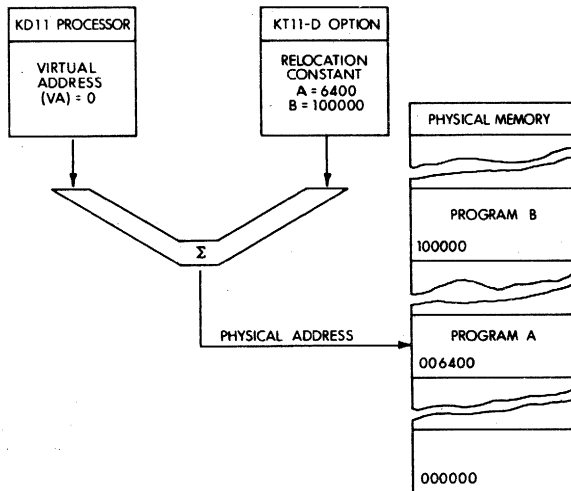 KD11 PROCESSOR
VIRTUAL
ADDRESS
(VA) = 0
KT11-D OPTION
RELOCATION
CONSTANT
A = 6400
B = 100000
PHYSICAL MEMORY
PROGRAM B
100000
Σ
PHYSICAL ADDRESS
PROGRAM A
006400
000000